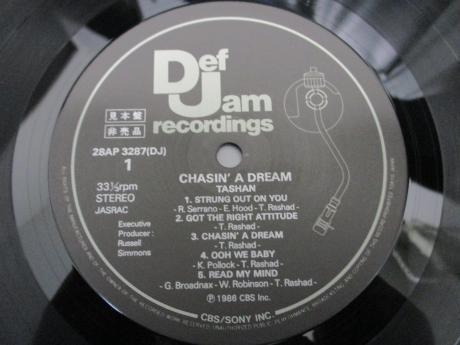 Def
Jam
recordings
見本盤
非売品
28AP 3287(DJ)
1
33⅓rpm
STEREO
JASRAC
Executive
Producer :
Russell
Simmons
CHASIN' A DREAM
TASHAN
1. STRUNG OUT ON YOU
- R. Serrano - E. Hood - T. Rashad -
2. GOT THE RIGHT ATTITUDE
- T. Rashad -
3. CHASIN' A DREAM
- T. Rashad -
4. OOH WE BABY
- K. Pollock - T. Rashad -
5. READ MY MIND
- G. Broadnax - W. Robinson - T. Rashad -
Ⓟ 1986 CBS Inc.
CBS/SONY INC.